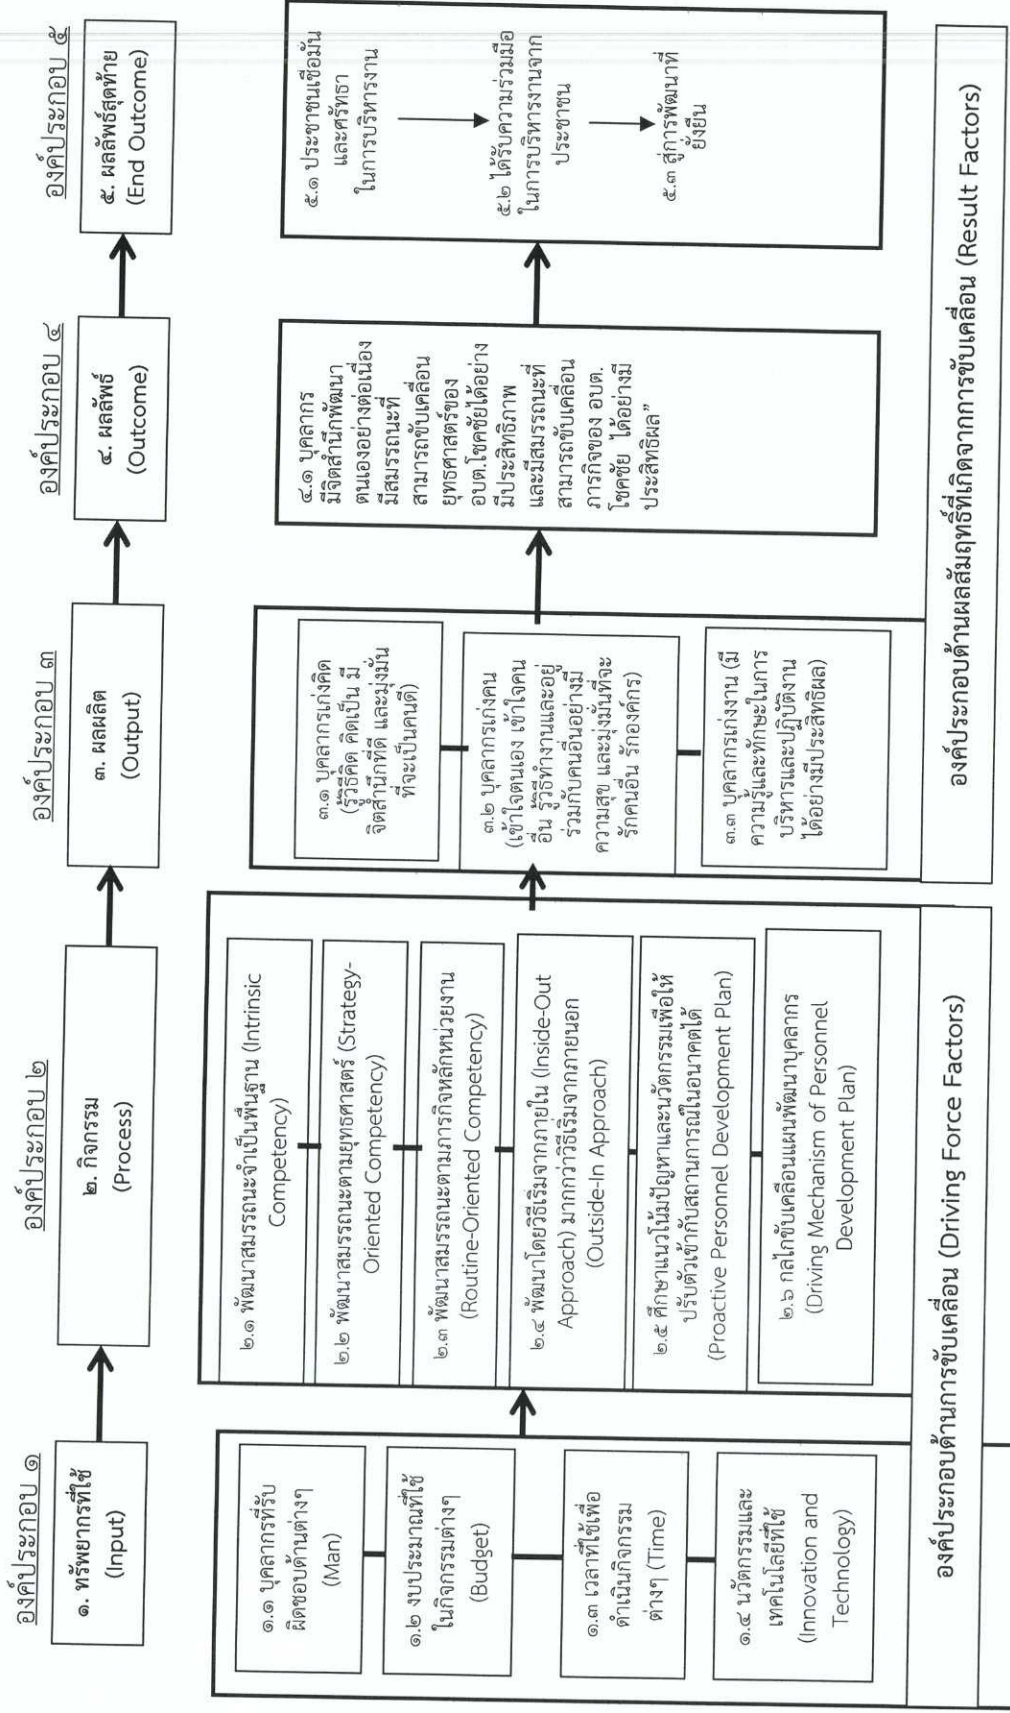 องค์ประกอบ ๑
๑. ทรัพยากรที่ใช้
(Input)
องค์ประกอบ ๒
๒. กิจกรรม
(Process)
องค์ประกอบ ๓
๓. ผลผลิต
(Output)
องค์ประกอบ ๔
๔. ผลลัพธ์
(Outcome)
องค์ประกอบ ๕
๕. ผลลัพธ์สุดท้าย
(End Outcome)
๑.๑ บุคลากรที่รับ
ผิดชอบด้านต่างๆ
(Man)
๑.๒ งบประมาณที่ใช้
ในกิจกรรมต่างๆ
(Budget)
๑.๓ เวลาที่ใช้เพื่อ
ดำเนินกิจกรรม
ต่างๆ (Time)
๑.๔ นวัตกรรมและ
เทคโนโลยีที่ใช้
(Innovation and
Technology)
๒.๑ พัฒนาสมรรถนะจำเป็นพื้นฐาน (Intrinsic
Competency)
๒.๒ พัฒนาสมรรถนะตามยุทธศาสตร์ (Strategy-
Oriented Competency)
๒.๓ พัฒนาสมรรถนะตามภารกิจหลักหน่วยงาน
(Routine-Oriented Competency)
๒.๔ พัฒนาโดยวิธีเริ่มจากภายใน (Inside-Out
Approach) มากกว่าวิธีเริ่มจากภายนอก
(Outside-In Approach)
๒.๕ ศึกษาแนวโน้มปัญหาและนวัตกรรมเพื่อให้
ปรับตัวเข้ากับสถานการณ์ในอนาคตได้
(Proactive Personnel Development Plan)
๒.๖ กลไกขับเคลื่อนแผนพัฒนาบุคลากร
(Driving Mechanism of Personnel
Development Plan)
๓.๑ บุคลากรเก่งคิด
(รู้วิธีคิด คิดเป็น มี
จิตสำนึกที่ดี และมุ่งมั่น
ที่จะเป็นคนดี)
๓.๒ บุคลากรเก่งคน
(เข้าใจตนเอง เข้าใจคน
อื่น รู้วิธีทำงานและอยู่
ร่วมกับคนอื่นอย่างมี
ความสุข และมุ่งมั่นที่จะ
รักคนอื่น รักองค์กร)
๓.๓ บุคลากรเก่งงาน (มี
ความรู้และทักษะในการ
บริหารและปฏิบัติงาน
ได้อย่างมีประสิทธิผล)
๔.๑ บุคลากร
มีจิตสำนึกพัฒนา
ตนเองอย่างต่อเนื่อง
มีสมรรถนะที่
สามารถขับเคลื่อน
ยุทธศาสตร์ของ
อบต.โชคชัยได้อย่าง
มีประสิทธิภาพ
และมีสมรรถนะที่
สามารถขับเคลื่อน
ภารกิจของ อบต.
โชคชัย ได้อย่างมี
ประสิทธิผล”
๕.๑ ประชาชนเชื่อมั่น
และศรัทธา
ในการบริหารงาน
๕.๒ ได้รับความร่วมมือ
ในการบริหารงานจาก
ประชาชน
๕.๓ สู่การพัฒนาที่
ยั่งยืน
องค์ประกอบด้านการขับเคลื่อน (Driving Force Factors)
องค์ประกอบด้านผลสัมฤทธิ์ที่เกิดจากการขับเคลื่อน (Result Factors)